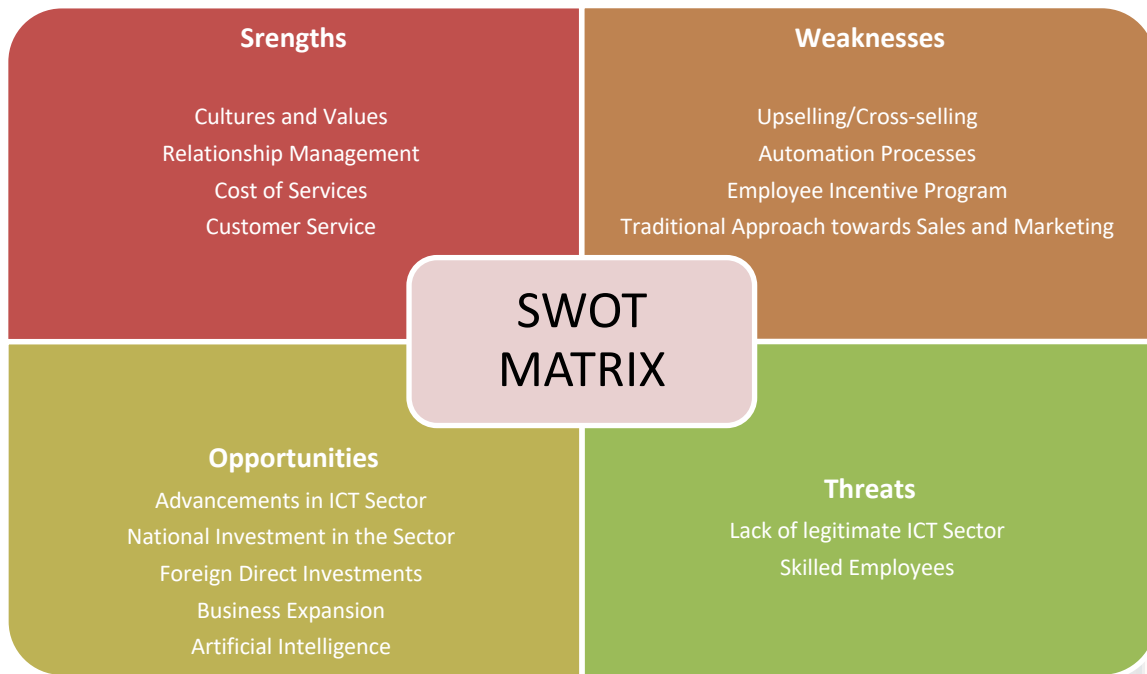 Srengths
Cultures and Values
Relationship Management
Cost of Services
Customer Service
Weaknesses
Upselling/Cross-selling
Automation Processes
Employee Incentive Program
Traditional Approach towards Sales and Marketing
SWOT
MATRIX
Opportunities
Advancements in ICT Sector
National Investment in the Sector
Foreign Direct Investments
Business Expansion
Artificial Intelligence
Threats
Lack of legitimate ICT Sector
Skilled Employees